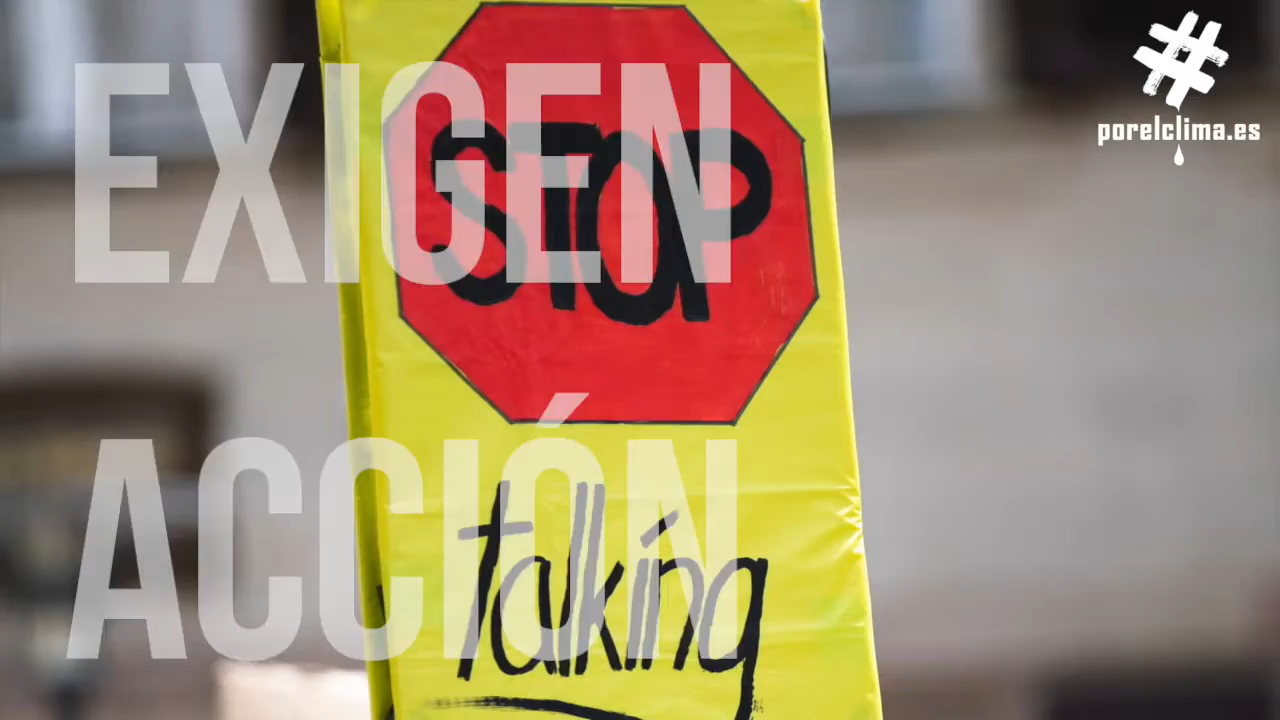 EXIGEN
STOP
ACCIÓN
talking
#
porelclima.es